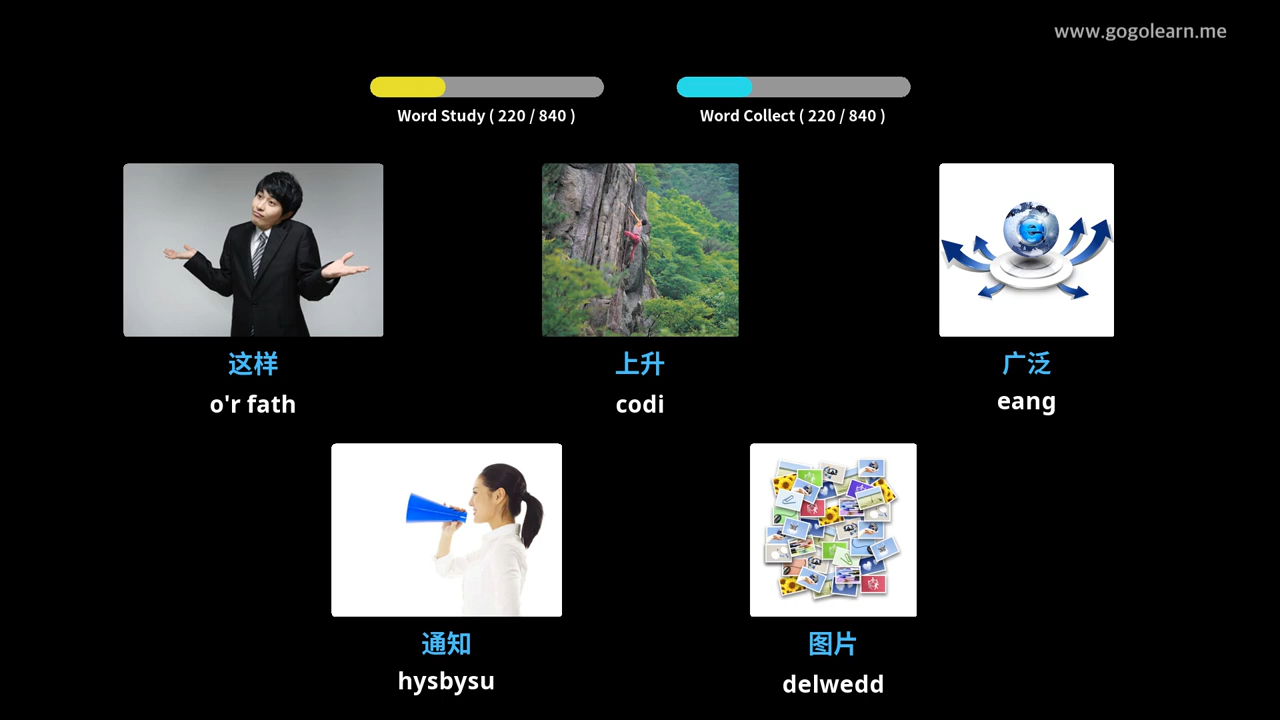 www.gogolearn.me
Word Study ( 220 / 840 )
Word Collect ( 220 / 840 )
这样
o'r fath
上升
codi
广泛
eang
通知
hysbysu
图片
delwedd